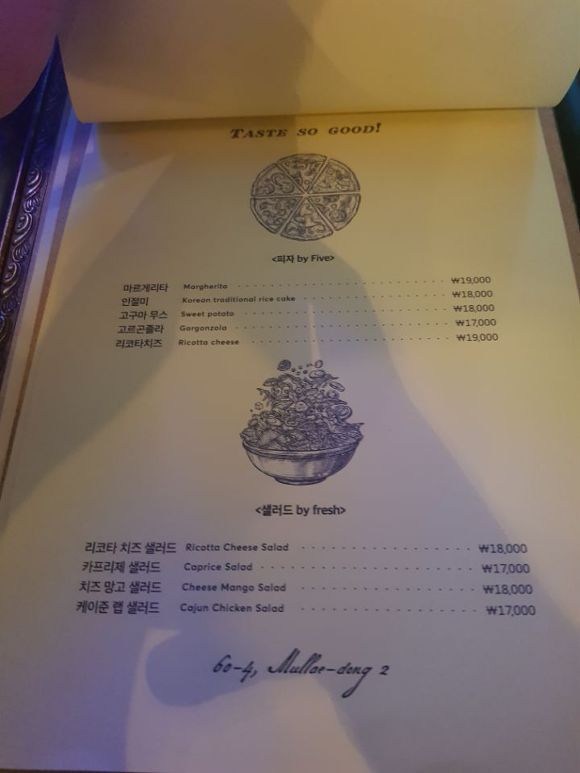 TASTE SO GOOD!
<피자 by Five>
마르게리타 Margherita ₩19,000
인절미 Korean traditional rice cake ₩18,000
고구마 무스 Sweet potato ₩18,000
고르곤졸라 Gorgonzola ₩17,000
리코타치즈 Ricotta cheese ₩19,000
<샐러드 by fresh>
리코타 치즈 샐러드 Ricotta Cheese Salad ₩18,000
카프리제 샐러드 Caprice Salad ₩17,000
치즈 망고 샐러드 Cheese Mango Salad ₩18,000
케이준 랩 샐러드 Cajun Chicken Salad ₩17,000
60-4, Mullae-dong 2